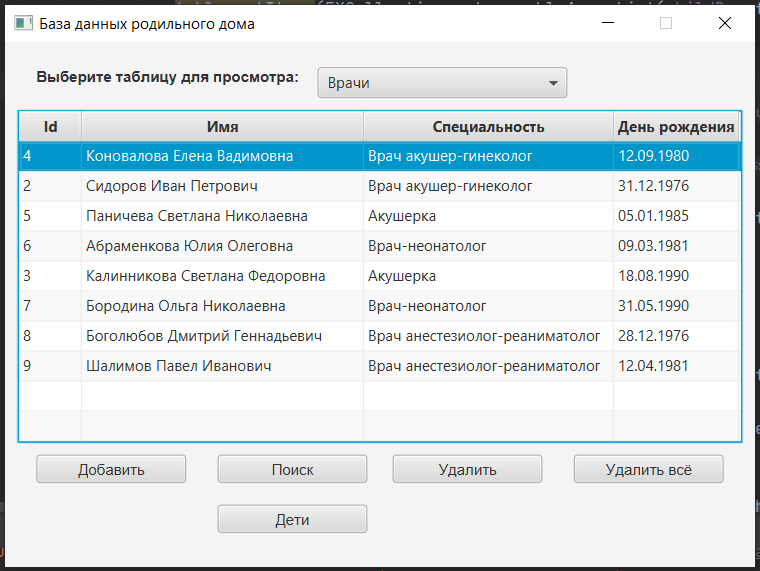 База данных родильного дома
Выберите таблицу для просмотра: Врачи
Id Имя Специальность День рождения
4 Коновалова Елена Вадимовна Врач акушер-гинеколог 12.09.1980
2 Сидоров Иван Петрович Врач акушер-гинеколог 31.12.1976
5 Паничева Светлана Николаевна Акушерка 05.01.1985
6 Абраменкова Юлия Олеговна Врач-неонатолог 09.03.1981
3 Калинникова Светлана Федоровна Акушерка 18.08.1990
7 Бородина Ольга Николаевна Врач-неонатолог 31.05.1990
8 Боголюбов Дмитрий Геннадьевич Врач анестезиолог-реаниматолог 28.12.1976
9 Шалимов Павел Иванович Врач анестезиолог-реаниматолог 12.04.1981
Добавить Поиск Удалить Удалить всё
Дети